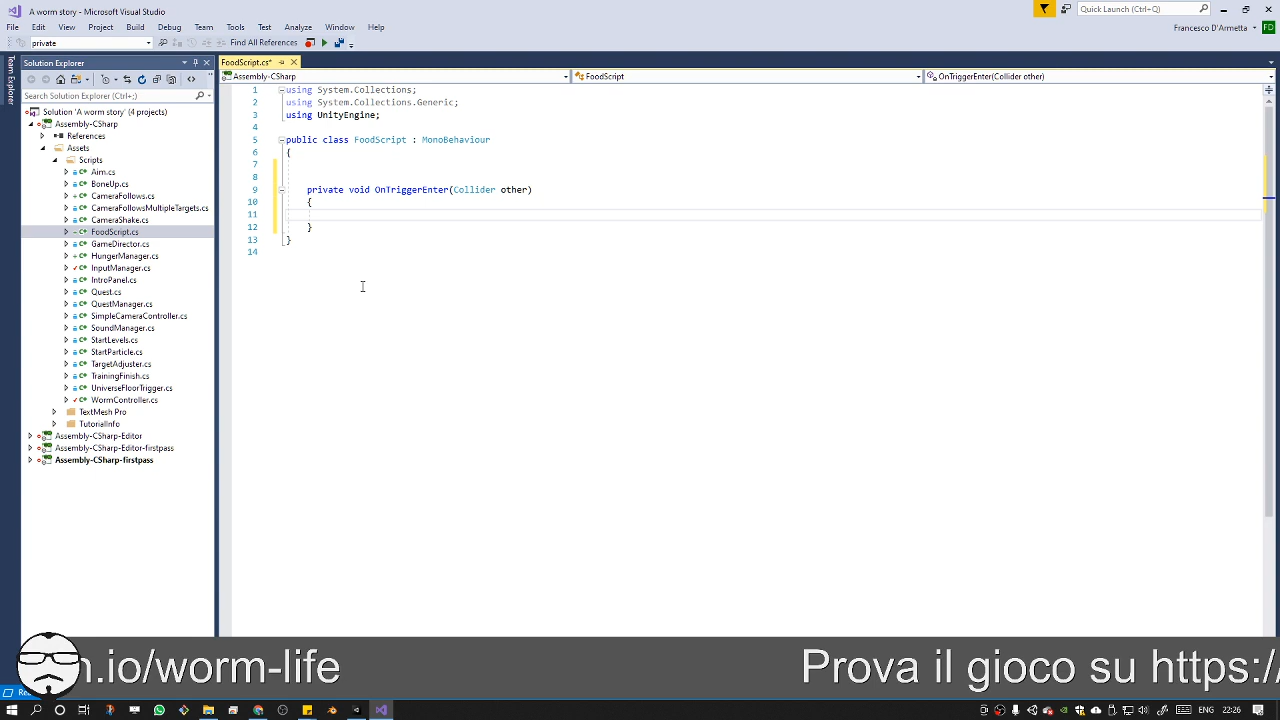 A worm story - Microsoft Visual Studio
Quick Launch (Ctrl+Q)
File Edit View Project Build Debug Team Tools Test Analyze Window Help
Francesco D'Armetta FD
private
Find All References
Team Explorer
Solution Explorer
Search Solution Explorer (Ctrl+;)
Solution 'A worm story' (4 projects)
Assembly-CSharp
References
Assets
Scripts
Aim.cs
BoneUp.cs
CameraFollows.cs
CameraFollowsMultipleTargets.cs
CameraShake.cs
FoodScript.cs
GameDirector.cs
HungerManager.cs
InputManager.cs
IntroPanel.cs
Quest.cs
QuestManager.cs
SimpleCameraController.cs
SoundManager.cs
StartLevels.cs
StartParticle.cs
TargetAdjuster.cs
TrainingFinish.cs
UniverseFloorTrigger.cs
WormController.cs
TextMesh Pro
TutorialInfo
Assembly-CSharp-Editor
Assembly-CSharp-Editor-firstpass
Assembly-CSharp-firstpass
FoodScript.cs*
Assembly-CSharp
FoodScript
OnTriggerEnter(Collider other)
1 using System.Collections;
2 using System.Collections.Generic;
3 using UnityEngine;
4
5 public class FoodScript : MonoBehaviour
6 {
7
8
9 private void OnTriggerEnter(Collider other)
10 {
11
12 }
13 }
14
h.io/worm-life
Prova il gioco su https:/
ENG 22:26